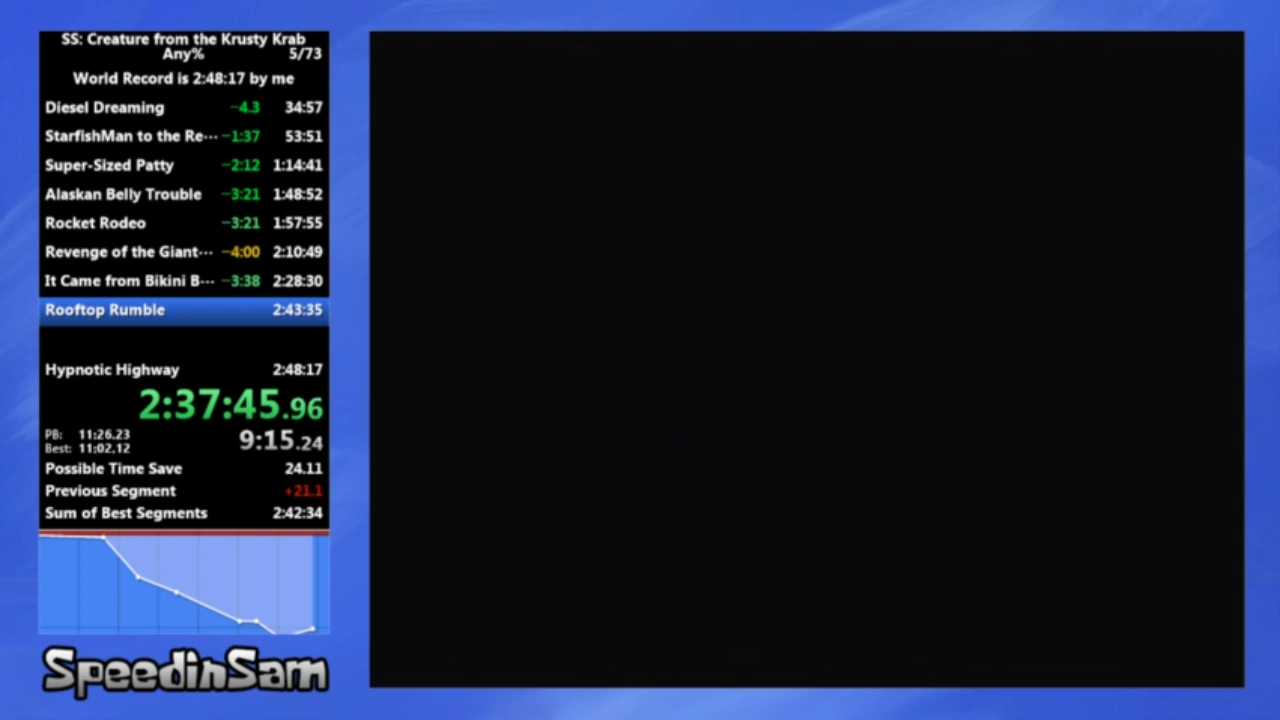 SS: Creature from the Krusty Krab
Any% 5/73
World Record is 2:48:17 by me
Diesel Dreaming −4.3 34:57
StarfishMan to the Re··· −1:37 53:51
Super-Sized Patty −2:12 1:14:41
Alaskan Belly Trouble −3:21 1:48:52
Rocket Rodeo −3:21 1:57:55
Revenge of the Giant··· −4:00 2:10:49
It Came from Bikini B··· −3:38 2:28:30
Rooftop Rumble 2:43:35
Hypnotic Highway 2:48:17
2:37:45.96
PB: 11:26.23 9:15.24
Best: 11:02.12
Possible Time Save 24.11
Previous Segment +21.1
Sum of Best Segments 2:42:34
SpeedinSam